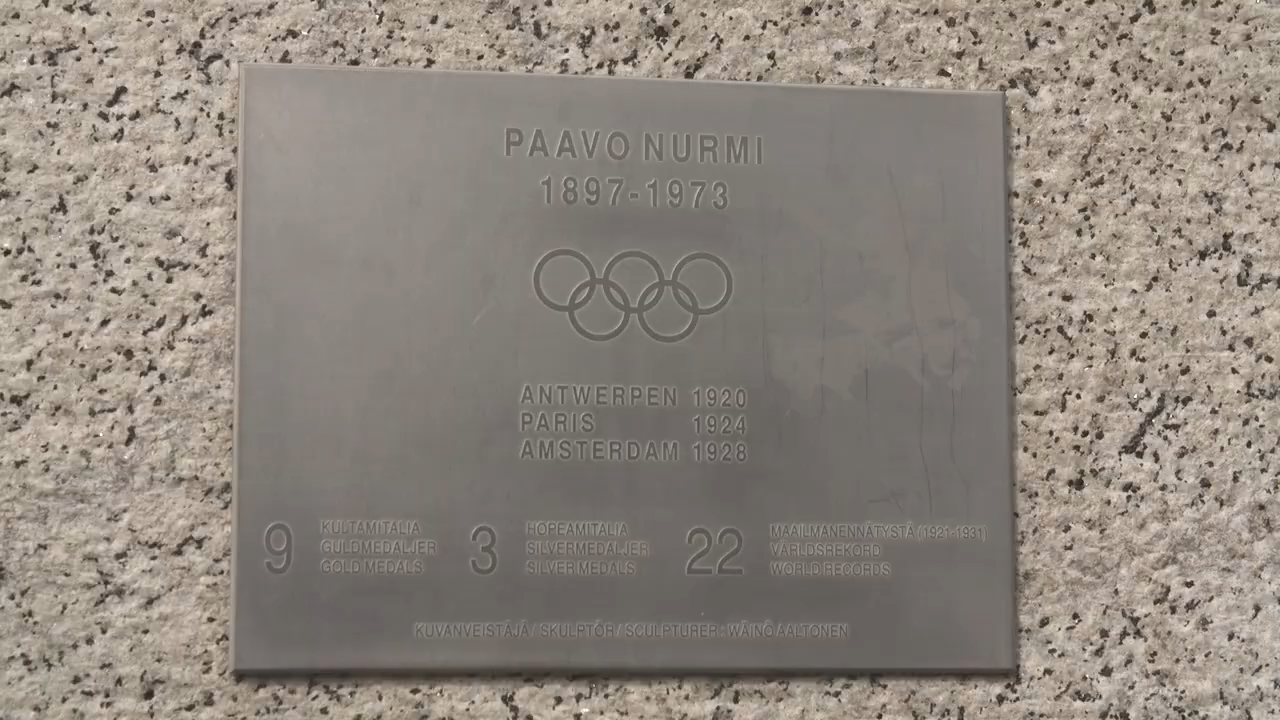 PAAVO NURMI
1897-1973
ANTWERPEN 1920
PARIS 1924
AMSTERDAM 1928
9 KULTAMITALIA
GULDMEDALJER
GOLD MEDALS
3 HOPEAMITALIA
SILVERMEDALJER
SILVER MEDALS
22 MAAILMANENNÄTYSTÄ (1921-1931)
VÄRLDSREKORD
WORLD RECORDS
KUVANVEISTÄJÄ / SKULPTÖR / SCULPTURER: WÄINÖ AALTONEN